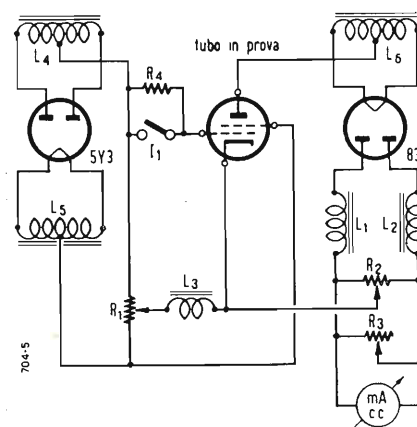 tubo in prova
L4
L6
R4
5Y3
I1
83
L5
L1
L2
L3
R2
R1
R3
704-5
mA
cc